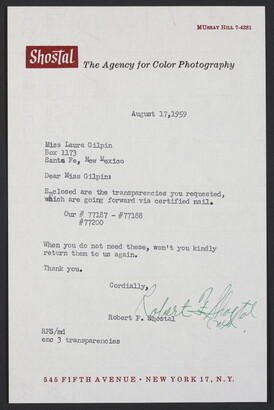 MURRAY HILL 7-4281
Shostal
The Agency for Color Photography
August 17,1959
Miss Laura Gilpin
Box 1173
Santa Fe, New Mexico
Dear Miss Gilpin:
Enclosed are the transparencies you requested,
which are going forward via certified mail.
Our # 77187 - #77188
#77200
When you do not need these, won't you kindly
return them to us again.
Thank you.
Cordially,
Robert F Shostal
Robert F. Shostal
RFS/md
enc 3 transparencies
545 FIFTH AVENUE • NEW YORK 17, N.Y.